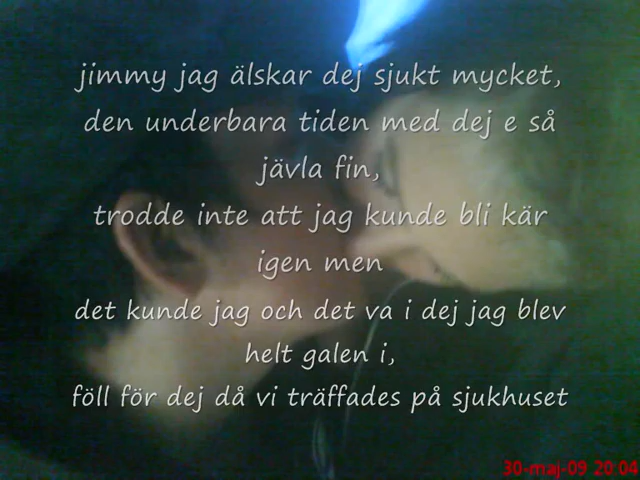 jimmy jag älskar dej sjukt mycket,
den underbara tiden med dej e så
jävla fin,
trodde inte att jag kunde bli kär
igen men
det kunde jag och det va i dej jag blev
helt galen i,
föll för dej då vi träffades på sjukhuset
30-maj-09 20:04